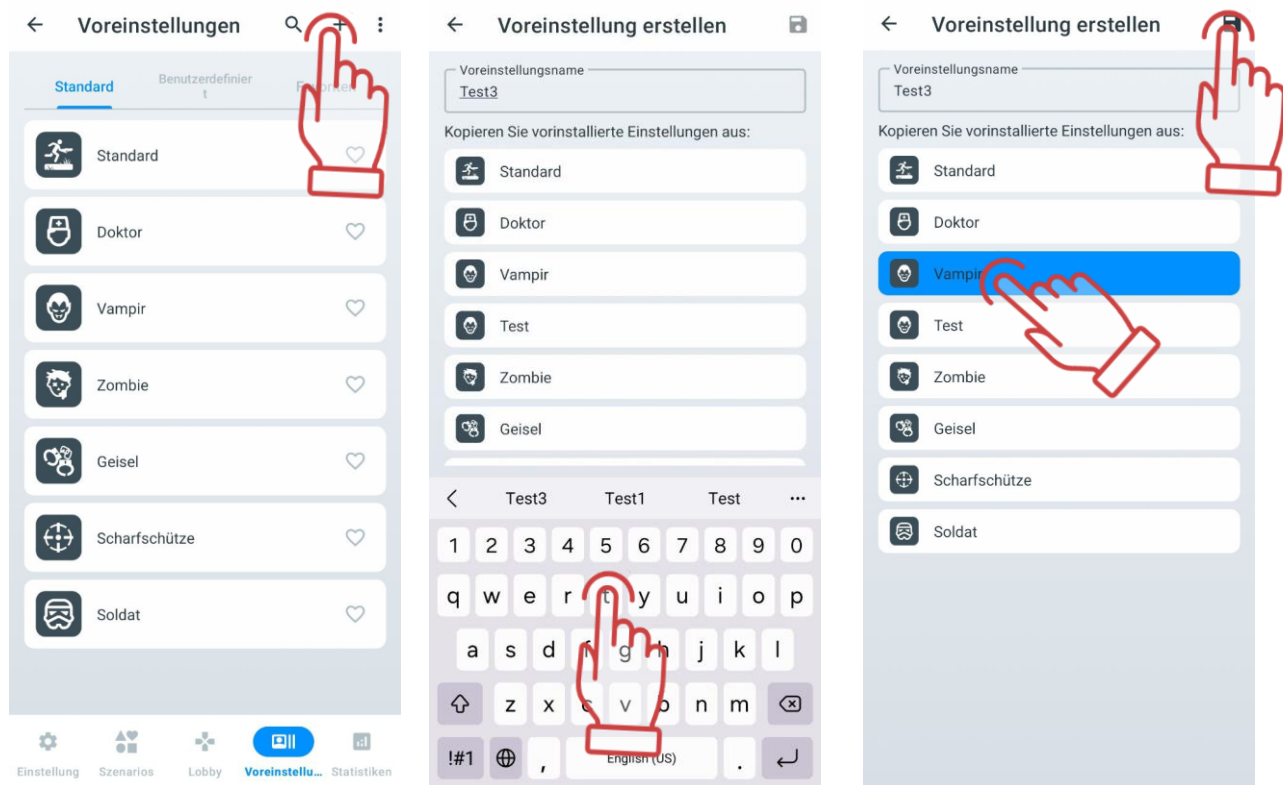 Voreinstellungen
Standard
Benutzerdefinier
t
Standard
Doktor
Vampir
Zombie
Geisel
Scharfschütze
Soldat
Einstellung
Szenarios
Lobby
Voreinstellu...
Statistiken
Voreinstellung erstellen
Voreinstellungsname
Test3
Kopieren Sie vorinstallierte Einstellungen aus:
Standard
Doktor
Vampir
Test
Zombie
Geisel
Test3 Test1 Test
1 2 3 4 5 6 7 8 9 0
q w e r t y u i o p
a s d f g h j k l
z x c v b n m
!#1 , English (US) .
Voreinstellung erstellen
Voreinstellungsname
Test3
Kopieren Sie vorinstallierte Einstellungen aus:
Standard
Doktor
Vampir
Test
Zombie
Geisel
Scharfschütze
Soldat